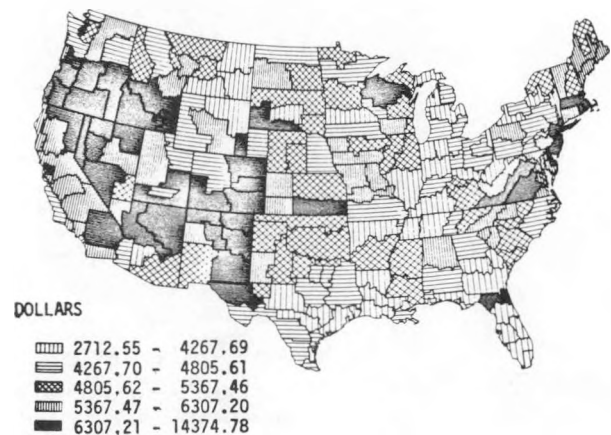 DOLLARS
2712.55 - 4267.69
4267.70 - 4805.61
4805.62 - 5367.46
5367.47 - 6307.20
6307.21 - 14374.78